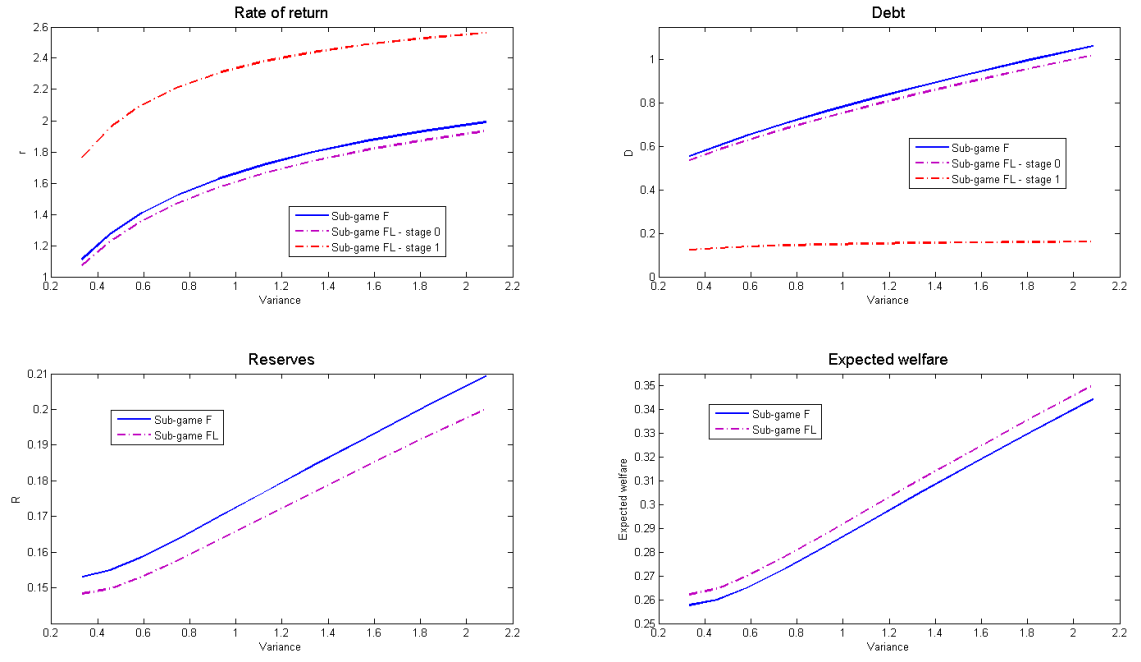 Rate of return
2.6
2.4
2.2
2
1.8
1.6
1.4
1.2
1
r
Sub-game F
Sub-game FL - stage 0
Sub-game FL - stage 1
0.2 0.4 0.6 0.8 1 1.2 1.4 1.6 1.8 2 2.2
Variance
Debt
1
0.8
0.6
0.4
0.2
0
D
Sub-game F
Sub-game FL - stage 0
Sub-game FL - stage 1
0.2 0.4 0.6 0.8 1 1.2 1.4 1.6 1.8 2 2.2
Variance
Reserves
0.21
0.2
0.19
0.18
0.17
0.16
0.15
R
Sub-game F
Sub-game FL
0.2 0.4 0.6 0.8 1 1.2 1.4 1.6 1.8 2 2.2
Variance
Expected welfare
0.35
0.34
0.33
0.32
0.31
0.3
0.29
0.28
0.27
0.26
0.25
Expected welfare
Sub-game F
Sub-game FL
0.2 0.4 0.6 0.8 1 1.2 1.4 1.6 1.8 2 2.2
Variance